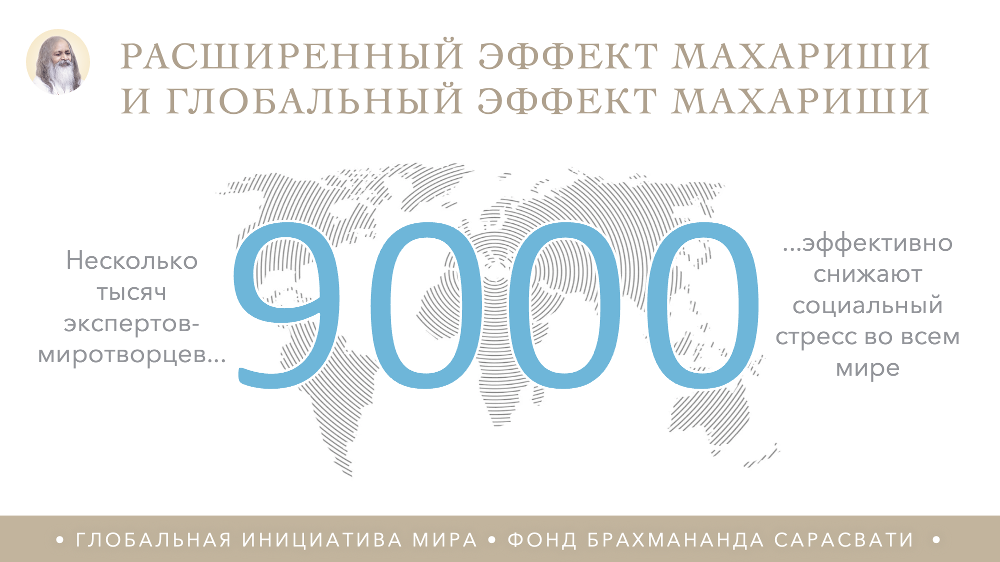 РАСШИРЕННЫЙ ЭФФЕКТ МАХАРИШИ
И ГЛОБАЛЬНЫЙ ЭФФЕКТ МАХАРИШИ
Несколько
тысяч
экспертов-
миротворцев...
9000
...эффективно
снижают
социальный
стресс во всем
мире
• ГЛОБАЛЬНАЯ ИНИЦИАТИВА МИРА • ФОНД БРАХМАНАНДА САРАСВАТИ •